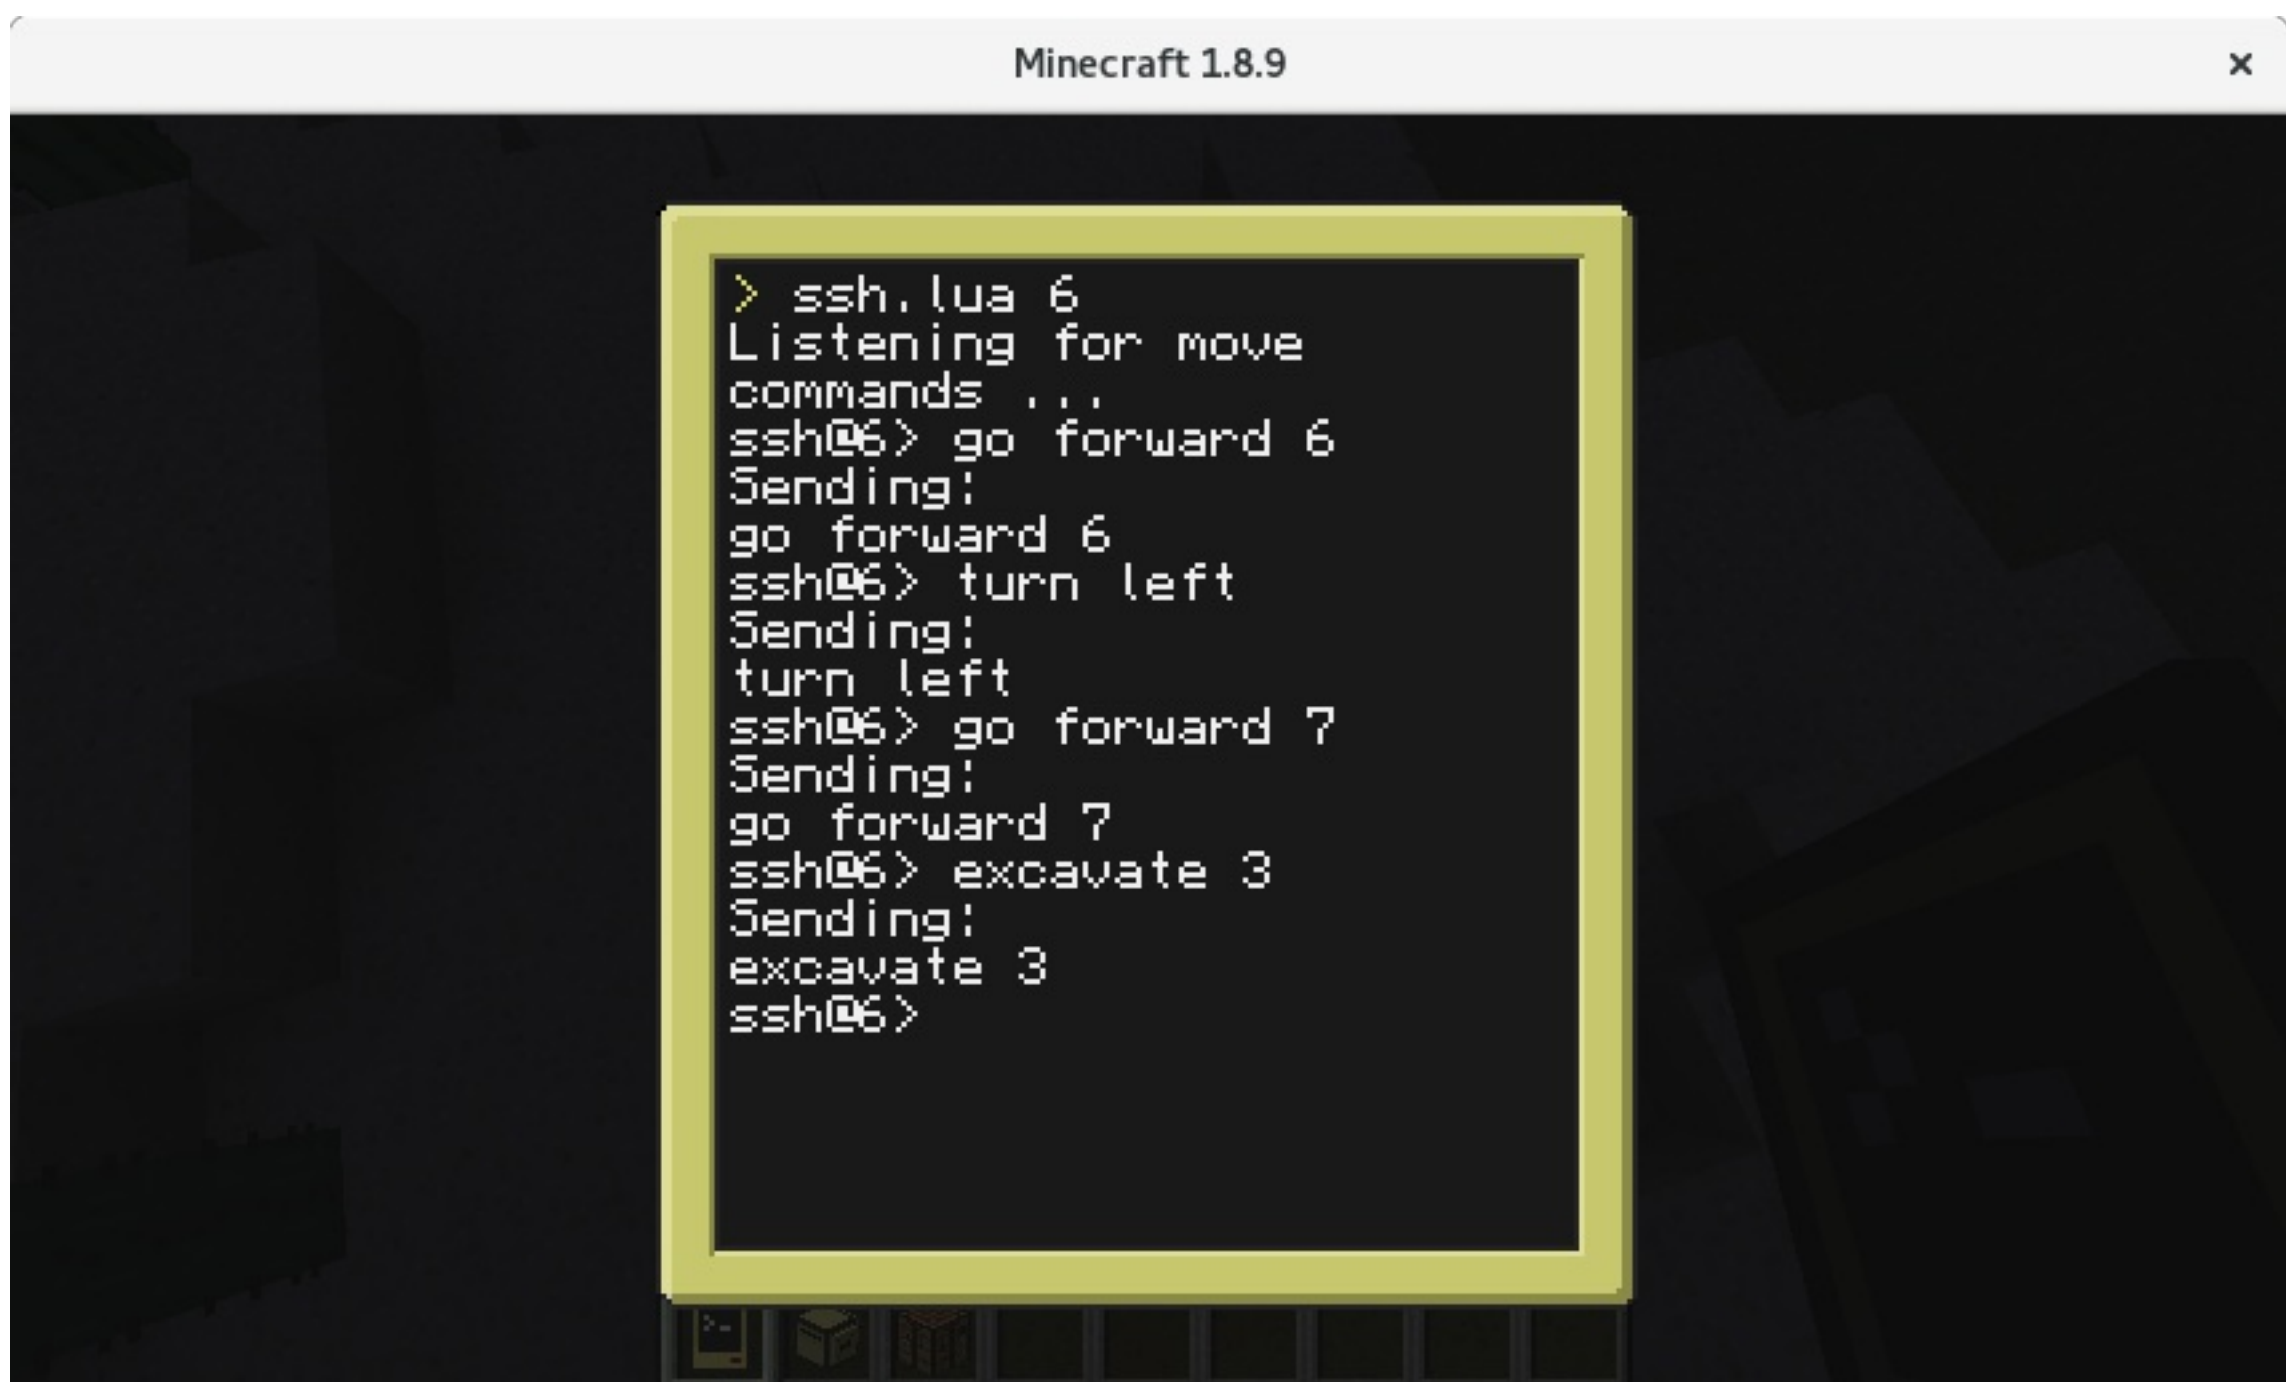 Minecraft 1.8.9
> ssh.lua 6
Listening for move
commands ...
ssh@6> go forward 6
Sending:
go forward 6
ssh@6> turn left
Sending:
turn left
ssh@6> go forward 7
Sending:
go forward 7
ssh@6> excavate 3
Sending:
excavate 3
ssh@6>